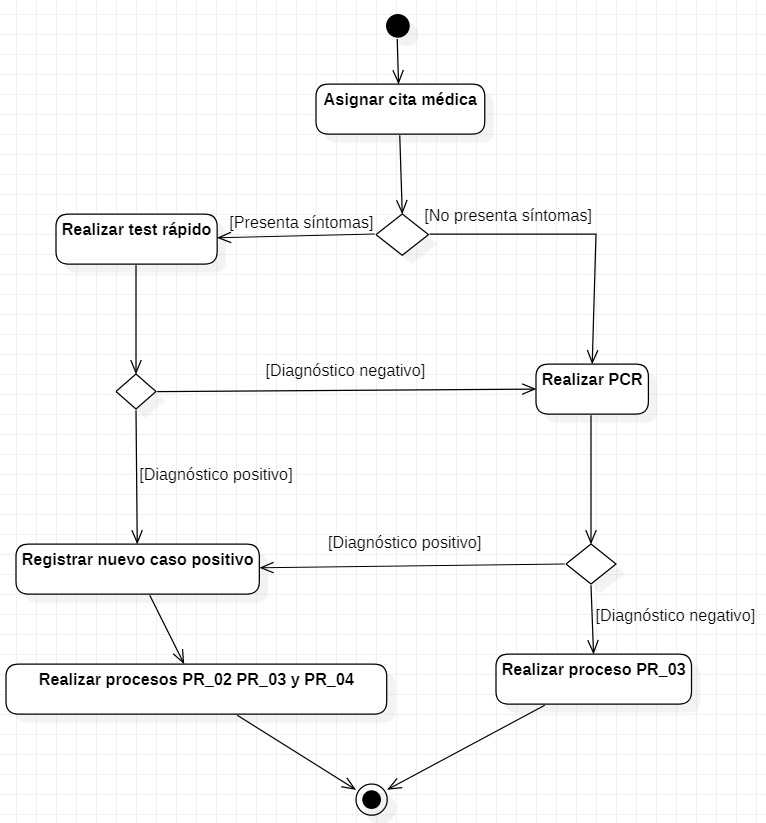 Asignar cita médica
[Presenta síntomas]
[No presenta síntomas]
Realizar test rápido
[Diagnóstico negativo]
Realizar PCR
[Diagnóstico positivo]
Registrar nuevo caso positivo
[Diagnóstico positivo]
[Diagnóstico negativo]
Realizar procesos PR_02 PR_03 y PR_04
Realizar proceso PR_03